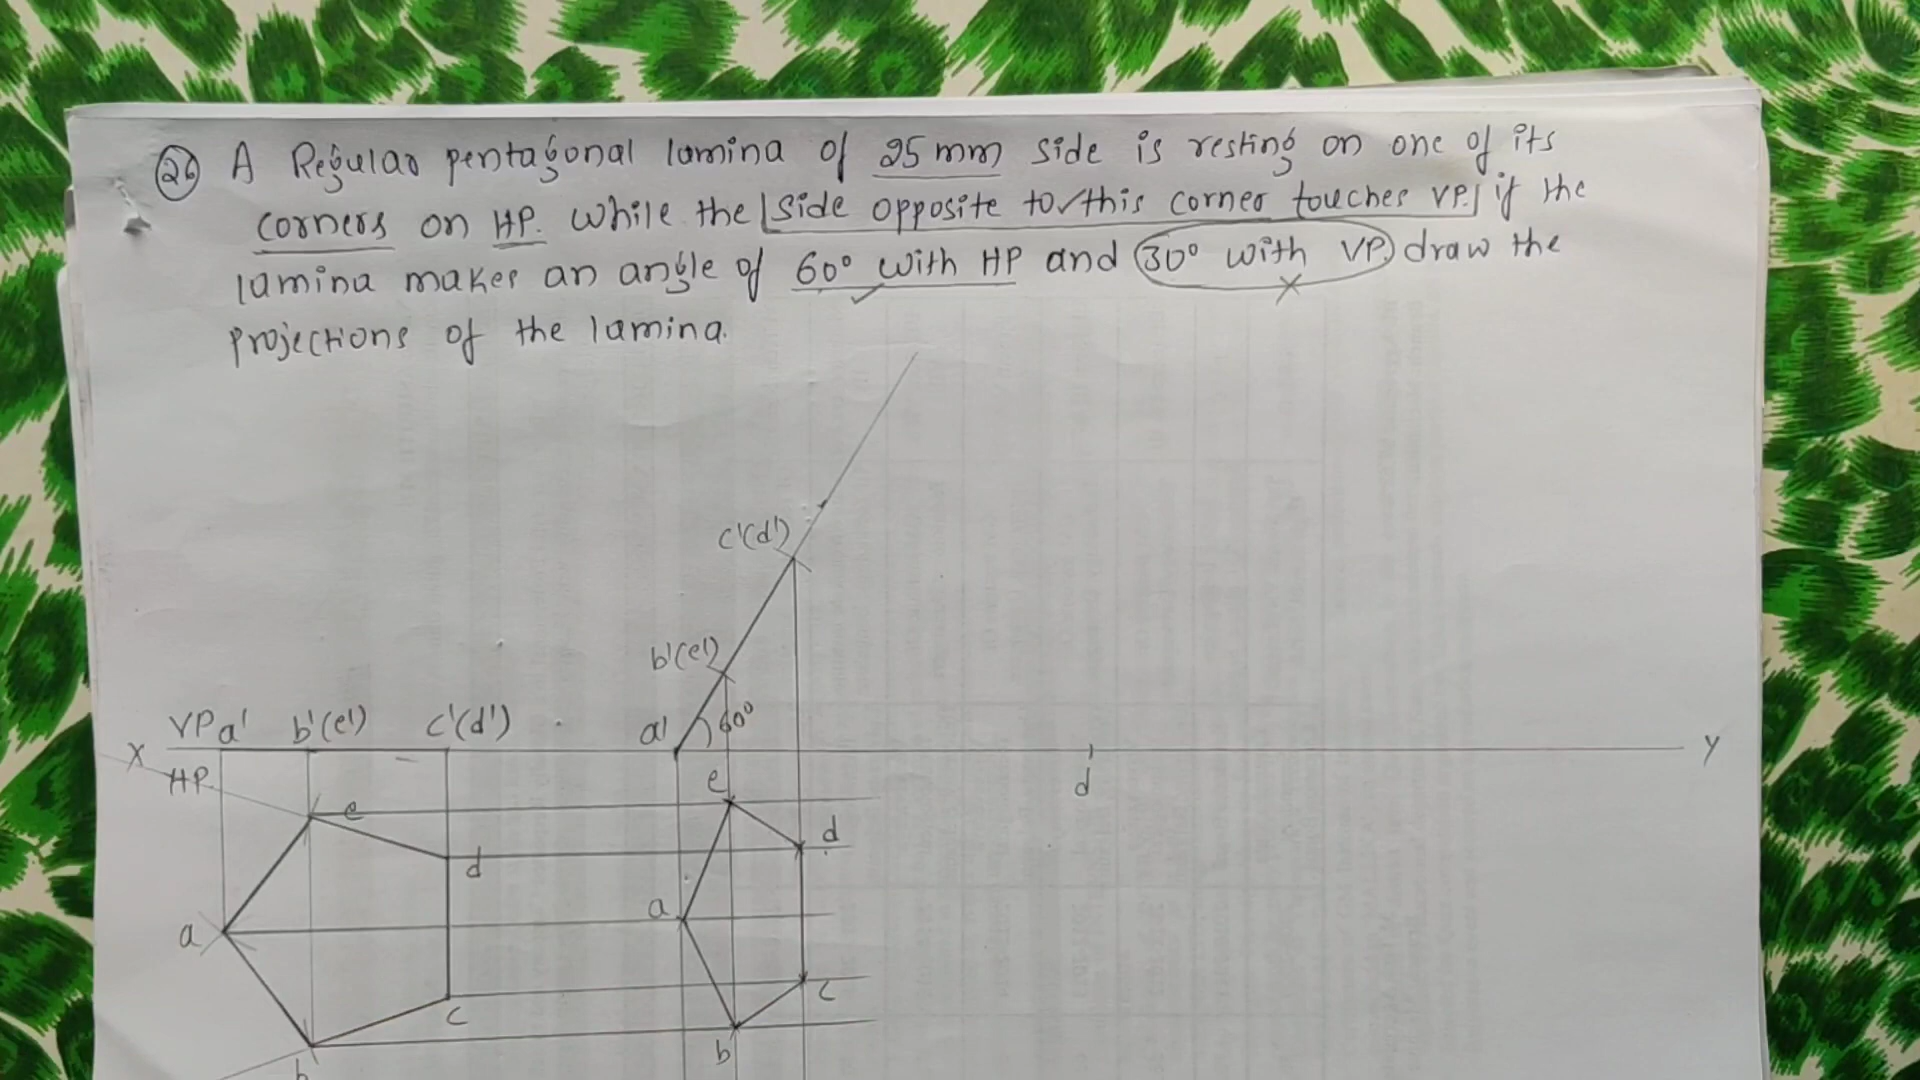 26 A Regular pentagonal lamina of 25 mm side is resting on one of its
corners on HP. while the side opposite to this corner touches VP. if the
lamina makes an angle of 60° with HP and 30° with VP. draw the
projections of the lamina.
c'(d')
b'(e')
VP a' b'(e') c'(d') a' 60°
X Y
HP
e d
e d
d
a a
c c
b b